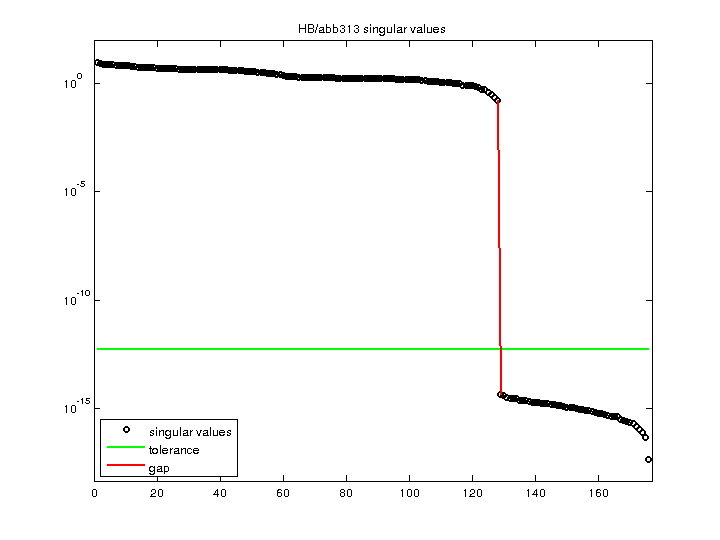 HB/abb313 singular values
10^0
10^-5
10^-10
10^-15
singular values
tolerance
gap
0 20 40 60 80 100 120 140 160